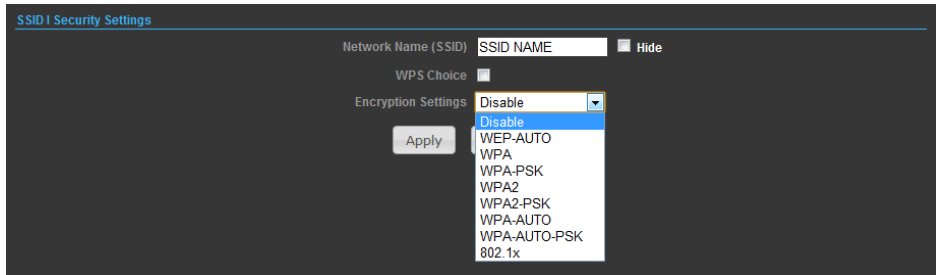 SSID I Security Settings
Network Name (SSID) SSID NAME Hide
WPS Choice
Encryption Settings Disable
Disable
WEP-AUTO
Apply
WPA
WPA-PSK
WPA2
WPA2-PSK
WPA-AUTO
WPA-AUTO-PSK
802.1x